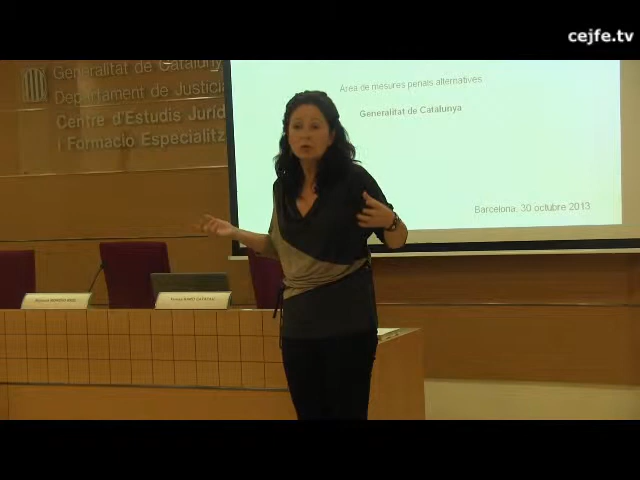 cejfe.tv
Generalitat de Catalunya
Departament de Justícia
Centre d'Estudis Jurídi
i Formació Especialitz
Àrea de mesures penals alternatives
Generalitat de Catalunya
Barcelona, 30 octubre 2013